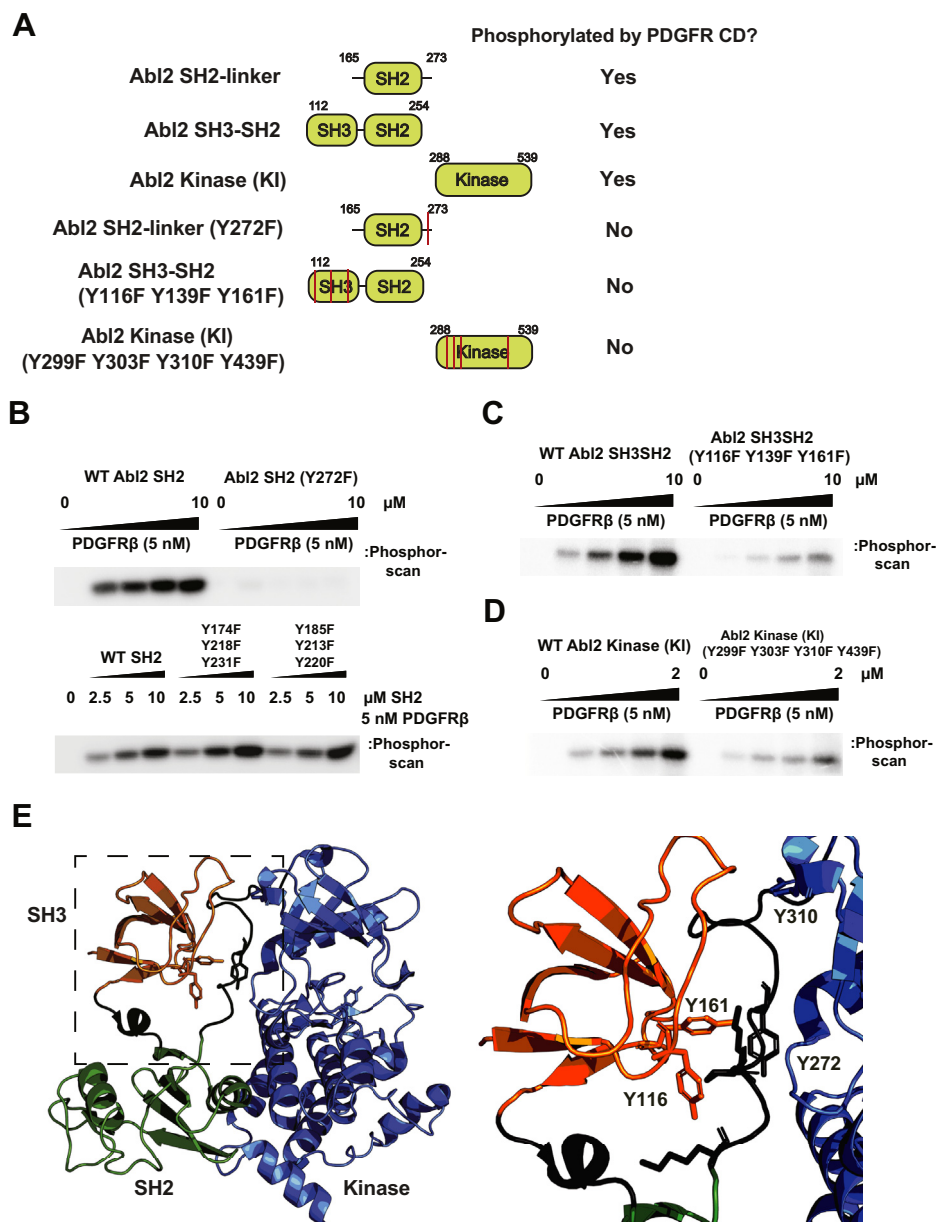 A
Phosphorylated by PDGFR CD?
Abl2 SH2-linker
165
273
SH2
Yes
Abl2 SH3-SH2
112
254
SH3
SH2
Yes
Abl2 Kinase (KI)
288
539
Kinase
Yes
Abl2 SH2-linker (Y272F)
165
273
SH2
No
Abl2 SH3-SH2
(Y116F Y139F Y161F)
112
254
SH3
SH2
No
Abl2 Kinase (KI)
(Y299F Y303F Y310F Y439F)
288
539
Kinase
No
B
WT Abl2 SH2
Abl2 SH2 (Y272F)
0
10
0
10
µM
PDGFRβ (5 nM)
PDGFRβ (5 nM)
:Phosphor-
scan
WT SH2
Y174F
Y218F
Y231F
Y185F
Y213F
Y220F
0 2.5 5 10 2.5 5 10 2.5 5 10
µM SH2
5 nM PDGFRβ
:Phosphor-
scan
C
WT Abl2 SH3SH2
Abl2 SH3SH2
(Y116F Y139F Y161F)
0
10
0
10
µM
PDGFRβ (5 nM)
PDGFRβ (5 nM)
:Phosphor-
scan
D
WT Abl2 Kinase (KI)
Abl2 Kinase (KI)
(Y299F Y303F Y310F Y439F)
0
2
0
2
µM
PDGFRβ (5 nM)
PDGFRβ (5 nM)
:Phosphor-
scan
E
SH3
SH2
Kinase
Y310
Y161
Y272
Y116